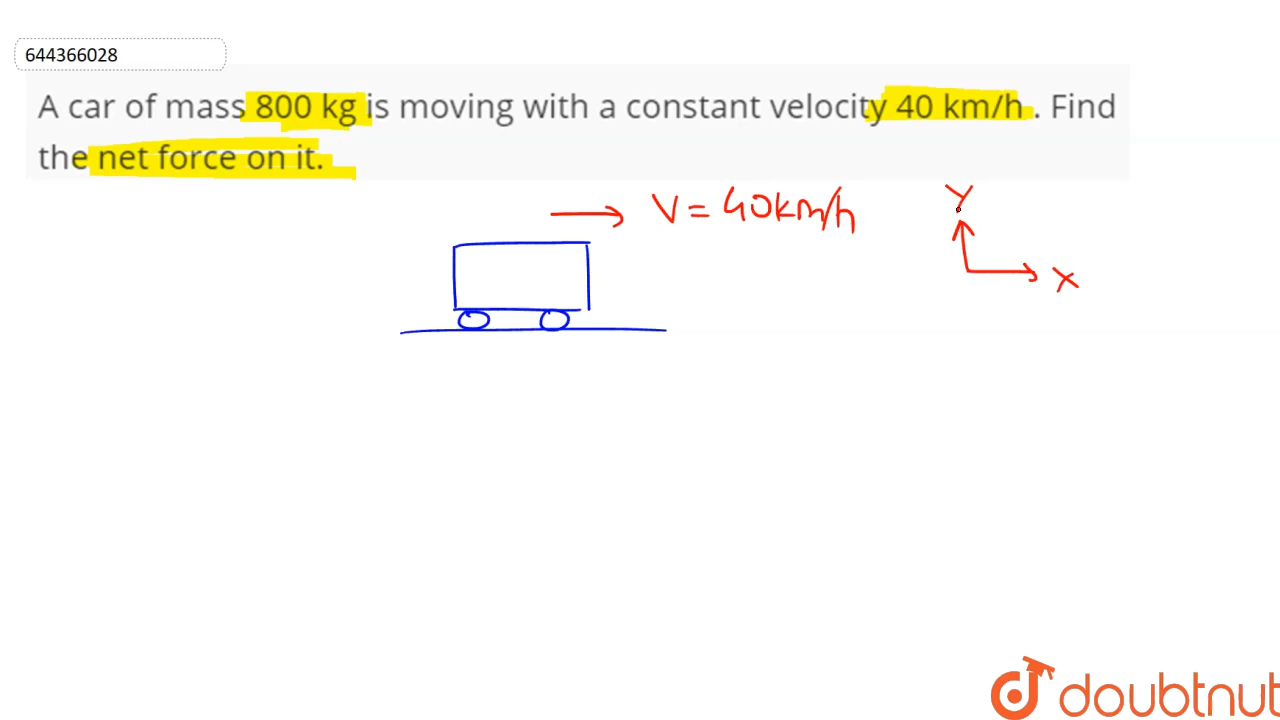 644366028
A car of mass 800 kg is moving with a constant velocity 40 km/h . Find
the net force on it.
V = 40km/h
Y
X
doubtnut